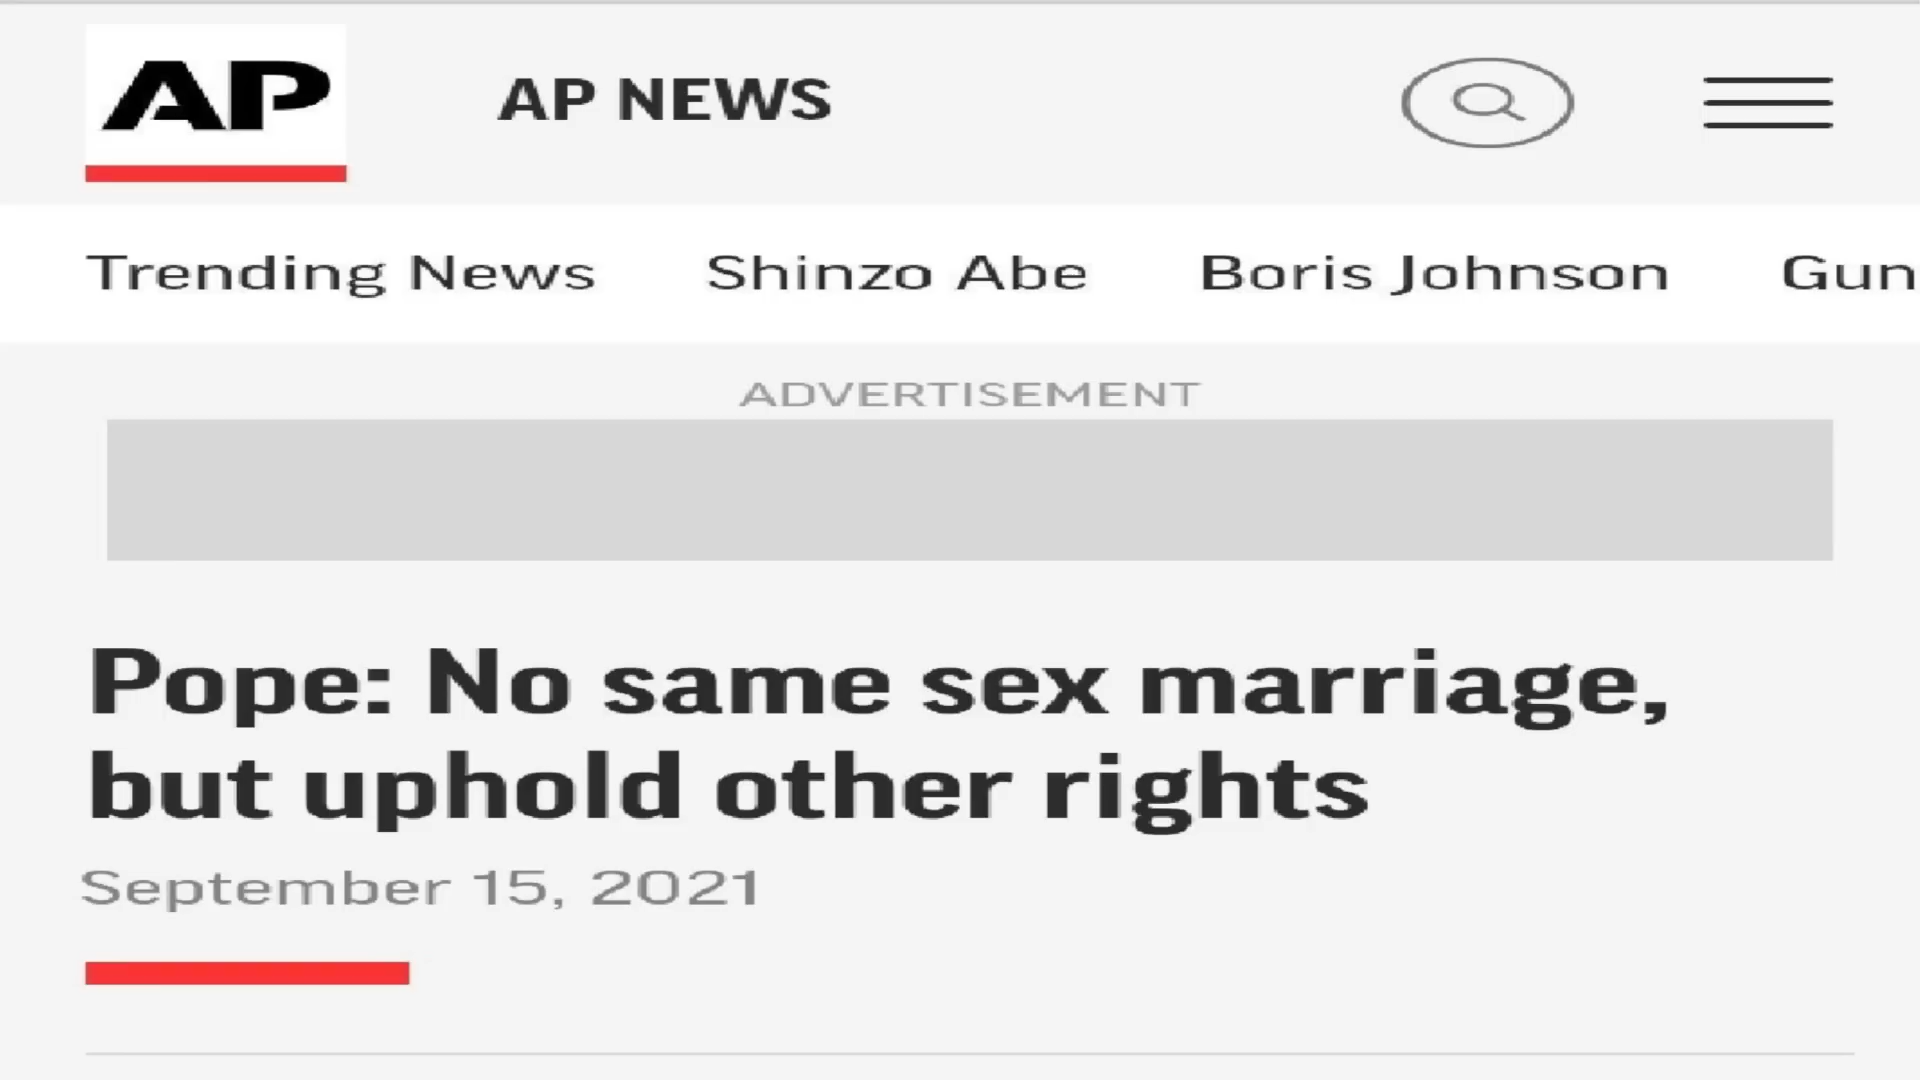 AP
AP NEWS
Trending News Shinzo Abe Boris Johnson Gun
ADVERTISEMENT
Pope: No same sex marriage,
but uphold other rights
September 15, 2021